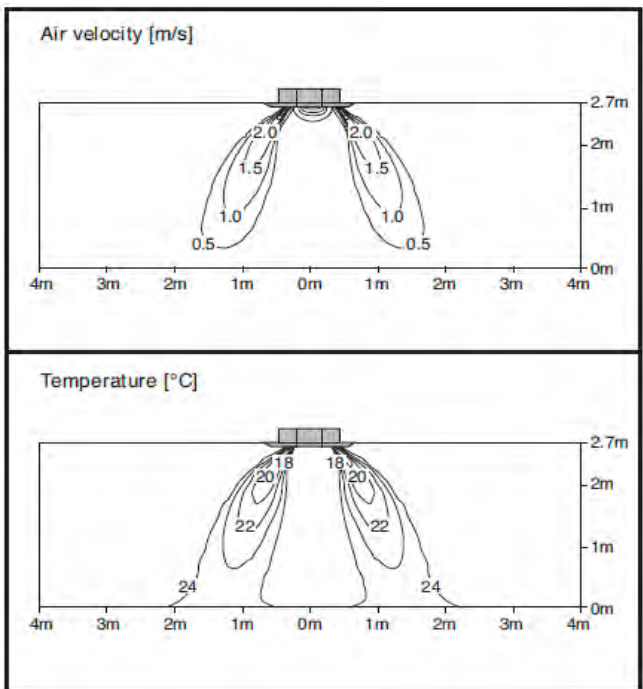 Air velocity [m/s]
2.7m
2.0 2.0 2m
1.5 1.5
1.0 1.0 1m
0.5 0.5
0m
4m 3m 2m 1m 0m 1m 2m 3m 4m
Temperature [°C]
2.7m
18 18
20 20 2m
22 22
1m
24 24
0m
4m 3m 2m 1m 0m 1m 2m 3m 4m